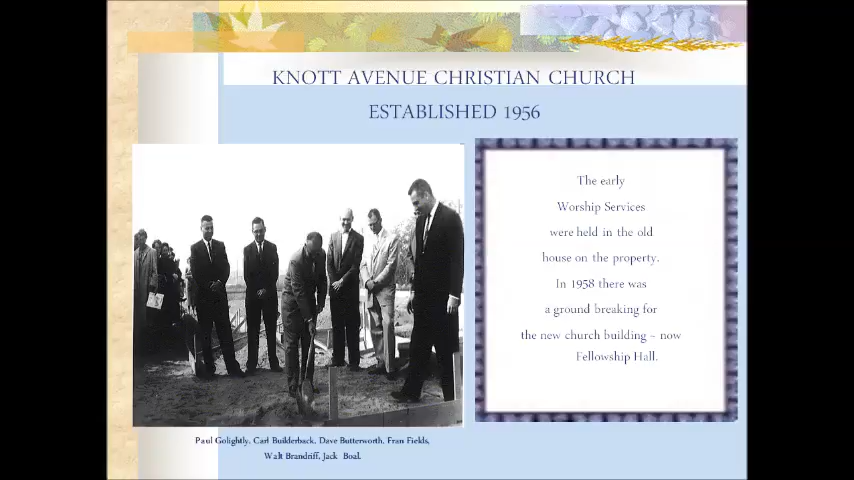 KNOTT AVENUE CHRISTIAN CHURCH
ESTABLISHED 1956
The early
Worship Services
were held in the old
house on the property.
In 1958 there was
a ground breaking for
the new church building ~ now
Fellowship Hall.
Paul Golightly, Carl Builderback, Dave Butterworth, Fran Fields,
Walt Brandriff, Jack Boal.